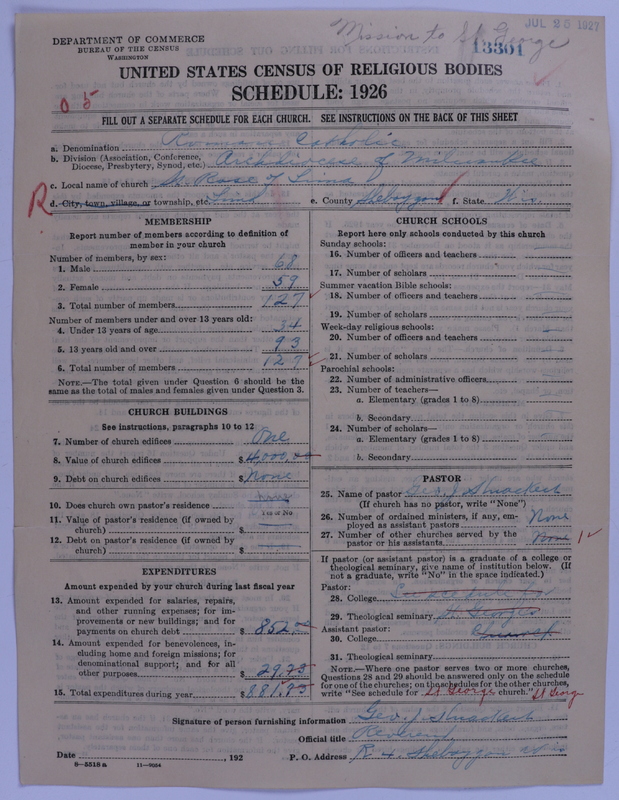 Mission to St George
JUL 25 1927
13301
DEPARTMENT OF COMMERCE
BUREAU OF THE CENSUS
WASHINGTON
UNITED STATES CENSUS OF RELIGIOUS BODIES
SCHEDULE: 1926
0 5
FILL OUT A SEPARATE SCHEDULE FOR EACH CHURCH. SEE INSTRUCTIONS ON THE BACK OF THIS SHEET
a. Denomination Roman Catholic
b. Division (Association, Conference, Diocese, Presbytery, Synod, etc.) Archdiocese of Milwaukee
c. Local name of church St. Rose of Lima
R d. City, town, village, or township, etc. Lima e. County Sheboygan f. State Wis.
MEMBERSHIP
Report number of members according to definition of
member in your church
Number of members, by sex:
1. Male 68
2. Female 59
3. Total number of members 127
Number of members under and over 13 years old:
4. Under 13 years of age 34
5. 13 years old and over 93
6. Total number of members 127
NOTE.—The total given under Question 6 should be
same as the total of males and females given under Question 3.
CHURCH BUILDINGS
See instructions, paragraphs 10 to 12
7. Number of church edifices One
8. Value of church edifices $4,000.00
9. Debt on church edifices $ None
10. Does church own pastor's residence?
Yes or No
11. Value of pastor's residence (if owned by
church) $
12. Debt on pastor's residence (if owned by
church) $
EXPENDITURES
Amount expended by your church during last fiscal year
13. Amount expended for salaries, repairs,
and other running expenses; for im-
provements or new buildings; and for
payments on church debt $ 852.00
14. Amount expended for benevolences, in-
cluding home and foreign missions; for
denominational support; and for all
other purposes $ 29.23
15. Total expenditures during year $
CHURCH SCHOOLS
Report here only schools conducted by this church
Sunday schools:
16. Number of officers and teachers
17. Number of scholars
Summer vacation Bible schools:
18. Number of officers and teachers
19. Number of scholars
Week-day religious schools:
20. Number of officers and teachers
21. Number of scholars
Parochial schools:
22. Number of administrative officers
23. Number of teachers—
a. Elementary (grades 1 to 8)
b. Secondary
24. Number of scholars—
a. Elementary (grades 1 to 8)
b. Secondary
PASTOR
25. Name of pastor Geo. J.
(If church has no pastor, write "None")
26. Number of ordained ministers, if any, em-
ployed as assistant pastors None
27. Number of other churches served by the
pastor or his assistants None 1
If pastor (or assistant pastor) is a graduate of a college or
theological seminary, give name of institution below. (If
not a graduate, write "No" in the space indicated.)
Pastor:
28. College
29. Theological seminary St. Georges
Assistant pastor:
30. College
31. Theological seminary
NOTE.—Where one pastor serves two or more churches,
Questions 28 and 29 should be answered only on the schedule
for one of the churches; on the schedules for the other churches,
write "See schedule for St George church." St George
Signature of person furnishing information Geo. J.
Official title Reverend
Date , 192 P. O. Address R 4. Sheboygan Wis
8—5518 a 11—9054